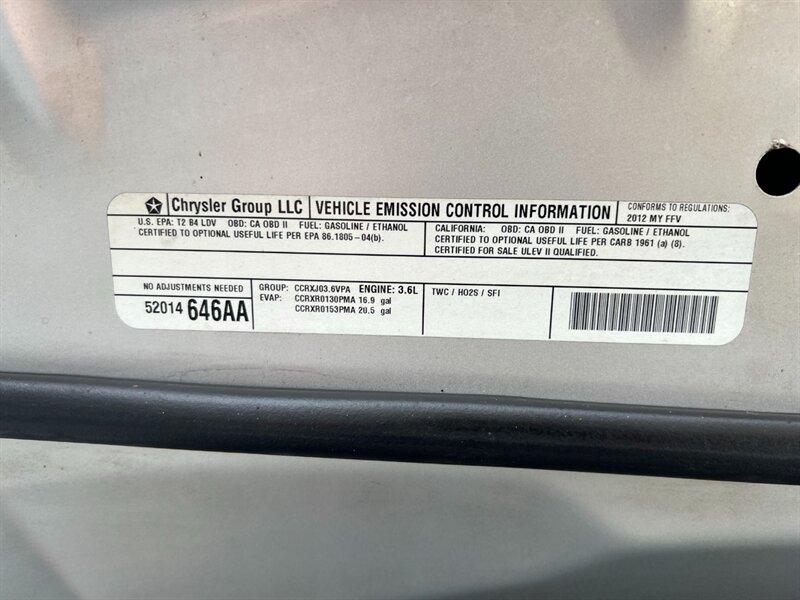 Chrysler Group LLC VEHICLE EMISSION CONTROL INFORMATION
CONFORMS TO REGULATIONS:
2012 MY FFV
U.S. EPA: T2 B4 LDV OBD: CA OBD II FUEL: GASOLINE / ETHANOL
CERTIFIED TO OPTIONAL USEFUL LIFE PER EPA 86.1805-04(b).
CALIFORNIA: OBD: CA OBD II FUEL: GASOLINE / ETHANOL
CERTIFIED TO OPTIONAL USEFUL LIFE PER CARB 1961 (a) (8).
CERTIFIED FOR SALE ULEV II QUALIFIED.
NO ADJUSTMENTS NEEDED
52014 646AA
GROUP: CCRXJ03.6VPA ENGINE: 3.6L
EVAP: CCRXR0130PMA 16.9 gal
CCRXR0153PMA 20.5 gal
TWC / HO2S / SFI